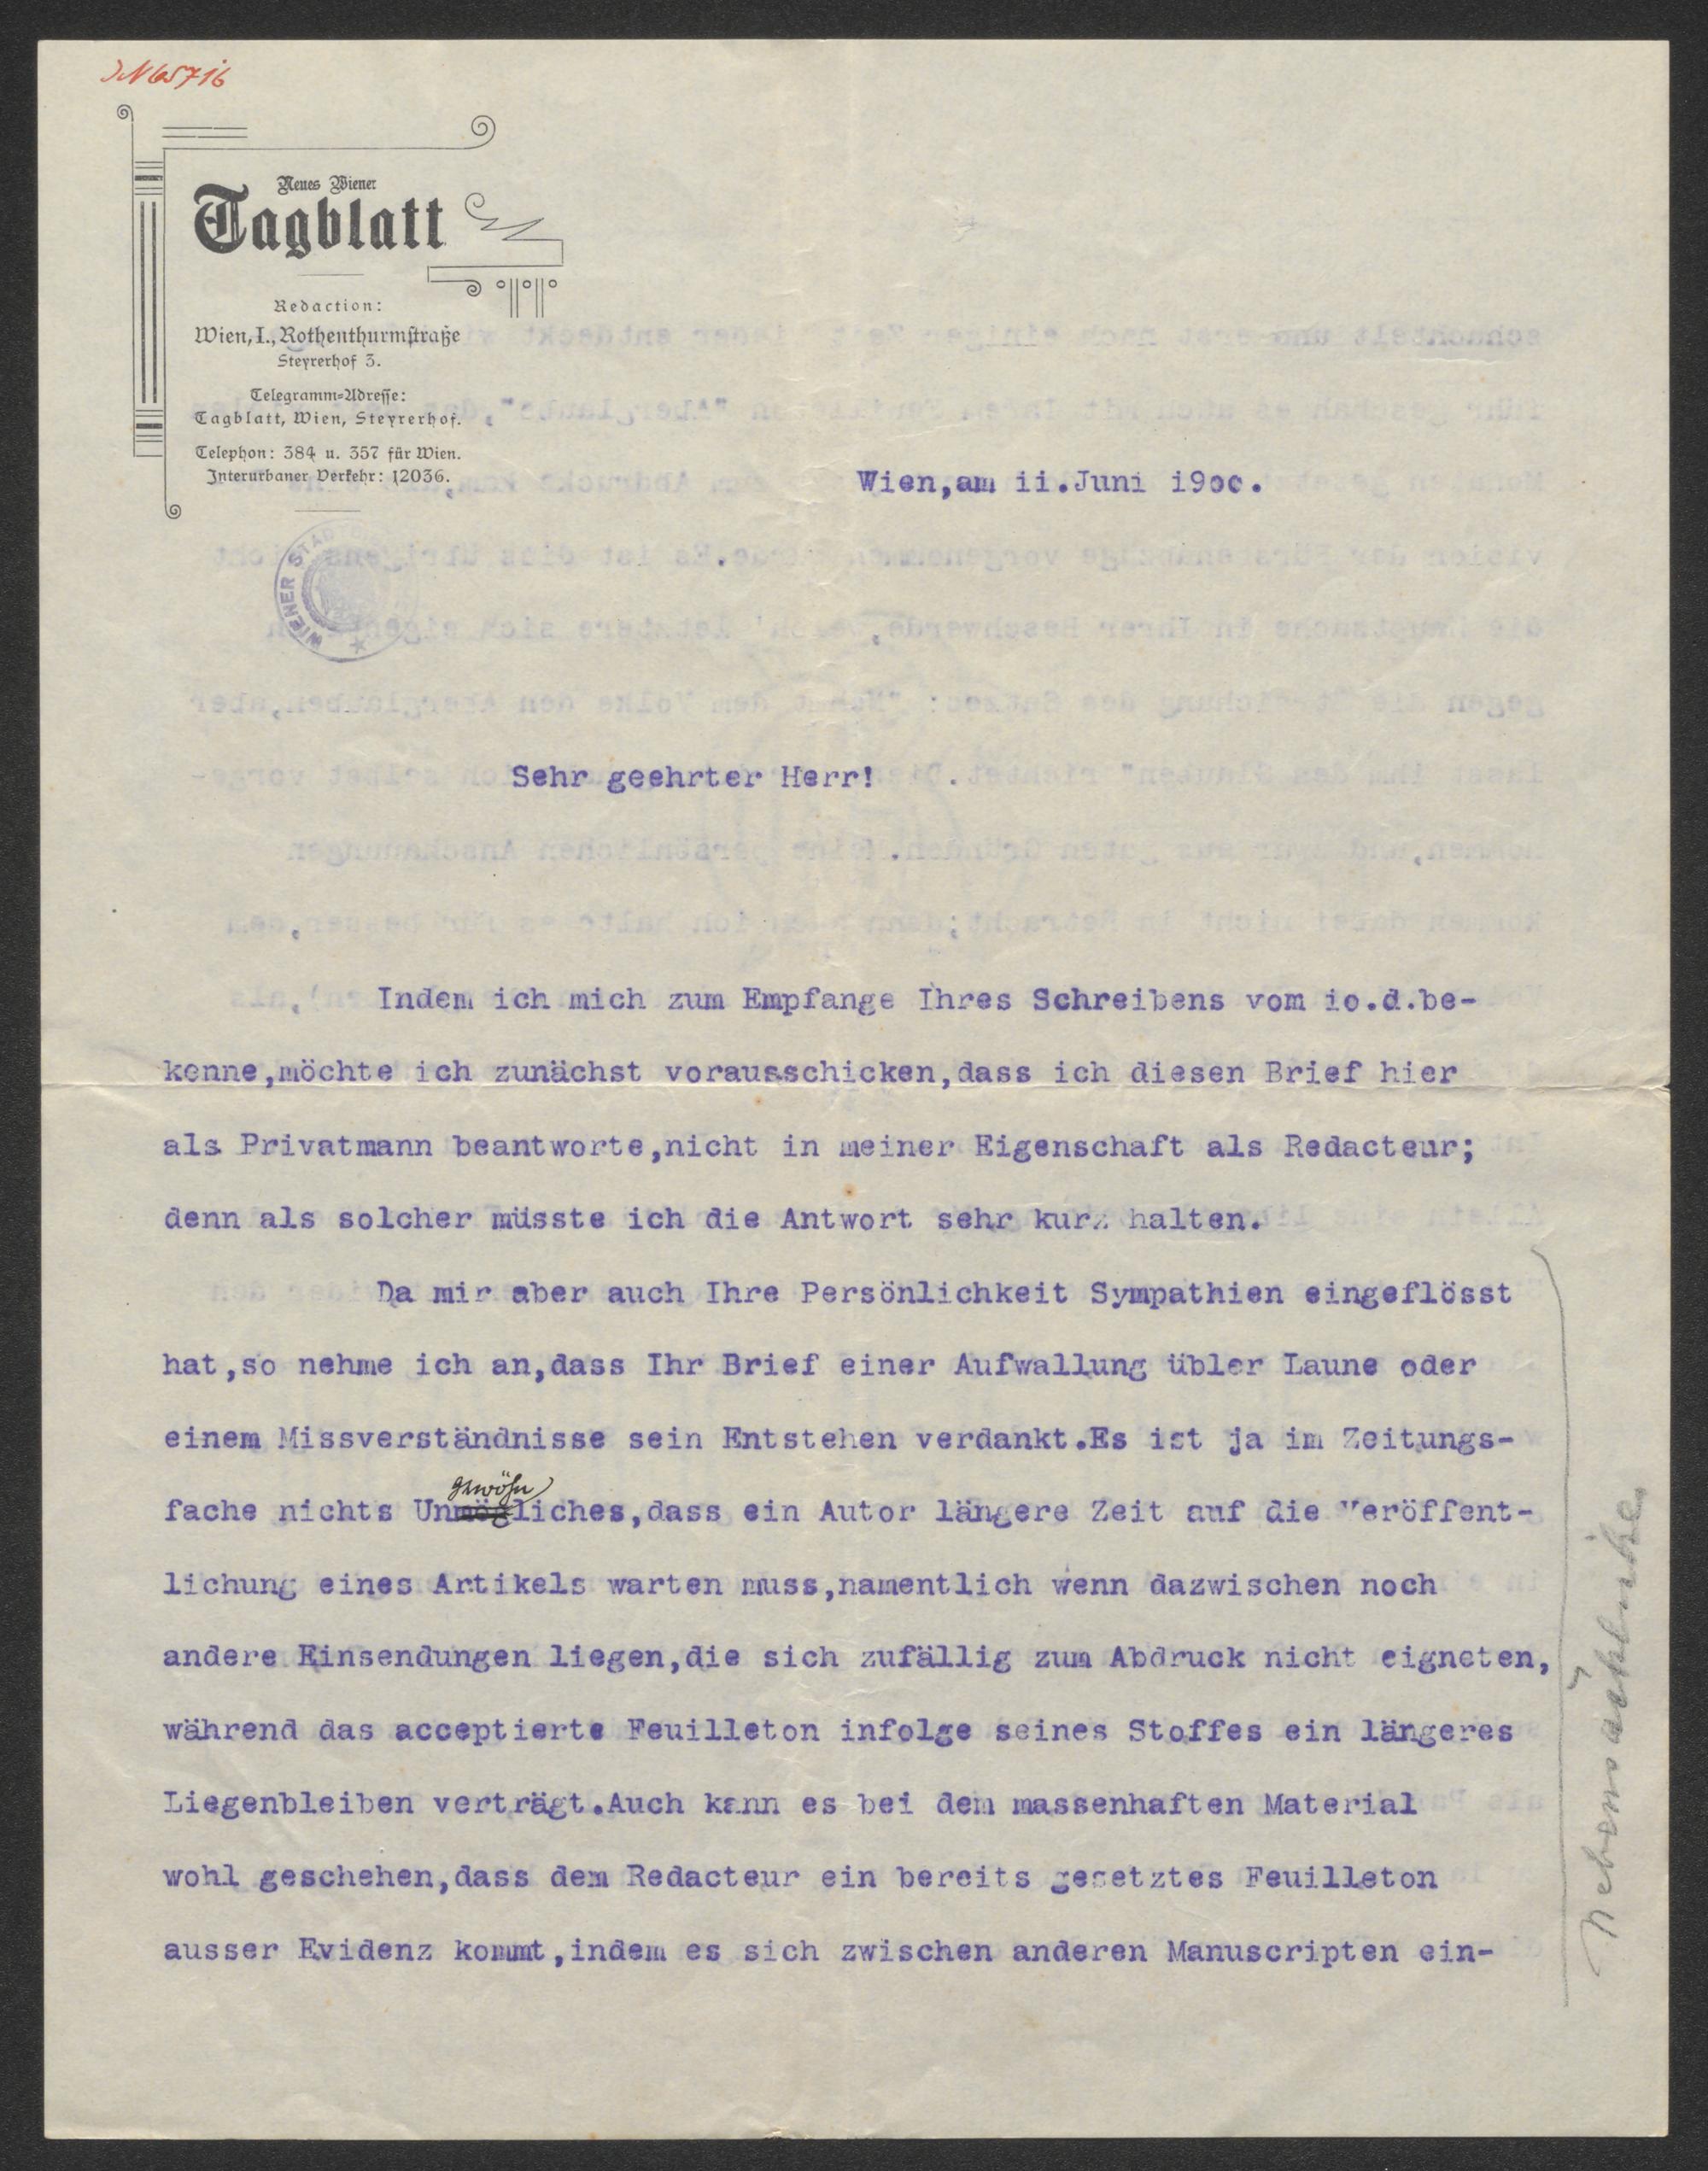 JN 65716
Neues Wiener
Tagblatt
Redaction:
Wien, I., Rothenthurmstraße
Steyrerhof 3.
Telegramm-Adresse:
Tagblatt, Wien, Steyrerhof.
Telephon: 384 u. 357 für Wien.
Interurbaner Verkehr: 12036.
WIENER STAD
Wien,am ii.Juni i9oo.
Sehr geehrter Herr!
Indem ich mich zum Empfange Ihres Schreibens vom io.d.be-
kenne,möchte ich zunächst vorausschicken,dass ich diesen Brief hier
als Privatmann beantworte,nicht in meiner Eigenschaft als Redacteur;
denn als solcher müsste ich die Antwort sehr kurz halten.
Da mir aber auch Ihre Persönlichkeit Sympathien eingeflösst
hat,so nehme ich an,dass Ihr Brief einer Aufwallung übler Laune oder
einem Missverständnisse sein Entstehen verdankt.Es ist ja im Zeitungs-
gewöhn
fache nichts Unmögliches,dass ein Autor längere Zeit auf die Veröffent-
lichung eines Artikels warten muss,namentlich wenn dazwischen noch
andere Einsendungen liegen,die sich zufällig zum Abdruck nicht eigneten,
während das acceptierte Feuilleton infolge seines Stoffes ein längeres
Liegenbleiben verträgt.Auch kann es bei dem massenhaften Material
wohl geschehen,dass dem Redacteur ein bereits gesetztes Feuilleton
ausser Evidenz kommt,indem es sich zwischen anderen Manuscripten ein-